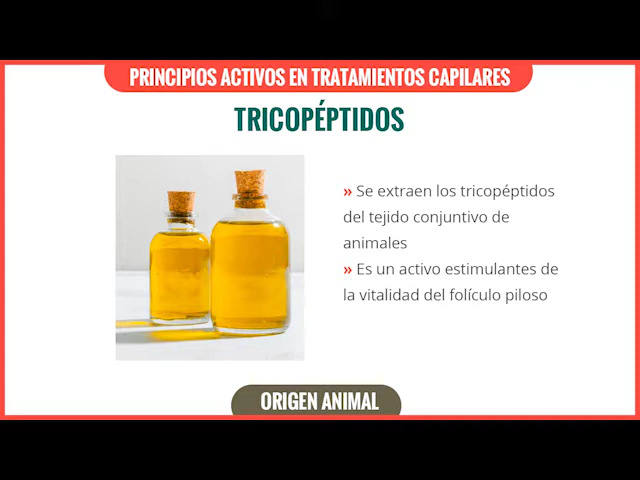 PRINCIPIOS ACTIVOS EN TRATAMIENTOS CAPILARES
TRICOPÉPTIDOS
» Se extraen los tricopéptidos
del tejido conjuntivo de
animales
» Es un activo estimulantes de
la vitalidad del folículo piloso
ORIGEN ANIMAL